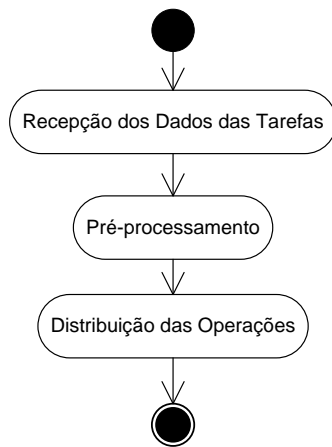 Recepção dos Dados das Tarefas
Pré-processamento
Distribuição das Operações